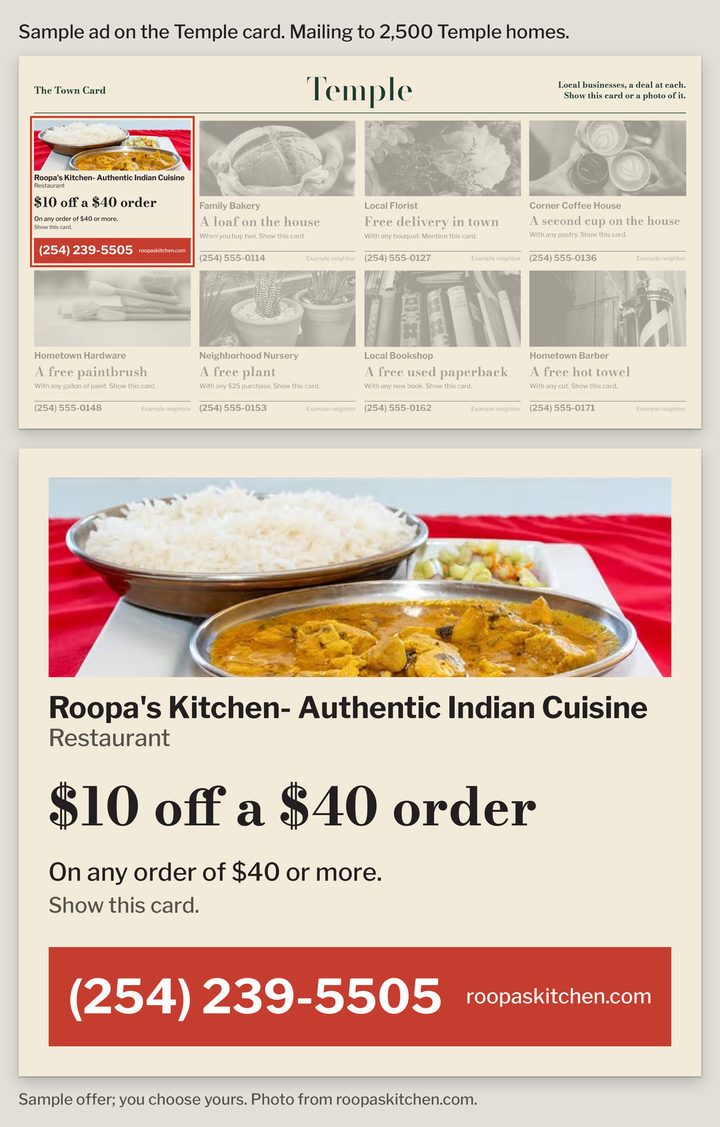 Sample ad on the Temple card. Mailing to 2,500 Temple homes.
The Town Card
Temple
Local businesses, a deal at each.
Show this card or a photo of it.
Roopa's Kitchen- Authentic Indian Cuisine
Restaurant
$10 off a $40 order
On any order of $40 or more.
Show this card.
(254) 239-5505 roopaskitchen.com
Family Bakery
A loaf on the house
When you buy two. Show this card.
(254) 555-0114 Example neighbor
Local Florist
Free delivery in town
With any bouquet. Mention this card.
(254) 555-0127 Example neighbor
Corner Coffee House
A second cup on the house
With any pastry. Show this card.
(254) 555-0136 Example neighbor
Hometown Hardware
A free paintbrush
With any gallon of paint. Show this card.
(254) 555-0148 Example neighbor
Neighborhood Nursery
A free plant
With any $25 purchase. Show this card.
(254) 555-0153 Example neighbor
Local Bookshop
A free used paperback
With any new book. Show this card.
(254) 555-0162 Example neighbor
Hometown Barber
A free hot towel
With any cut. Show this card.
(254) 555-0171 Example neighbor
Roopa's Kitchen- Authentic Indian Cuisine
Restaurant
$10 off a $40 order
On any order of $40 or more.
Show this card.
(254) 239-5505 roopaskitchen.com
Sample offer; you choose yours. Photo from roopaskitchen.com.